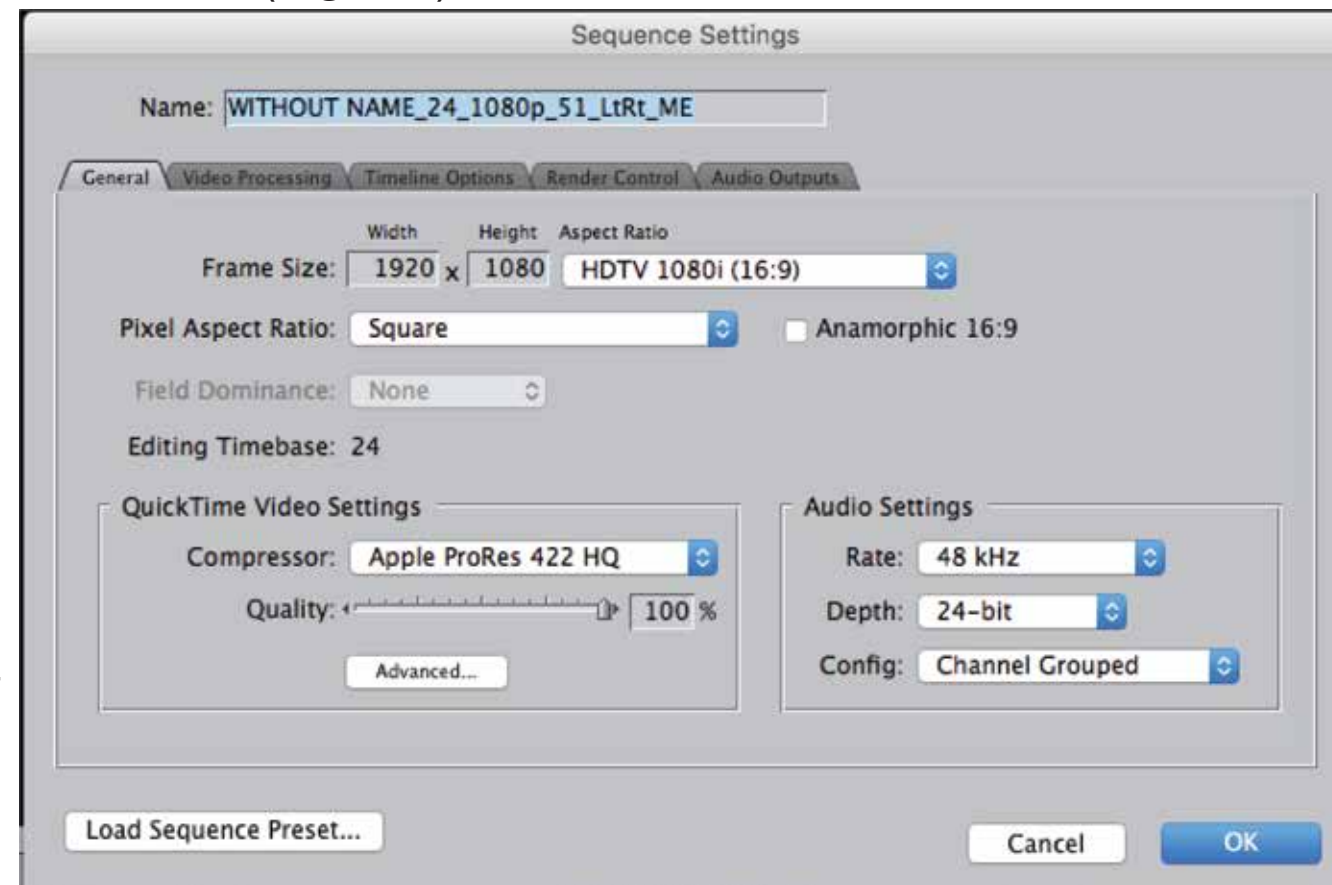 Sequence Settings
Name: WITHOUT NAME_24_1080p_51_LtRt_ME
General Video Processing Timeline Options Render Control Audio Outputs
Width Height Aspect Ratio
Frame Size: 1920 x 1080 HDTV 1080i (16:9)
Pixel Aspect Ratio: Square Anamorphic 16:9
Field Dominance: None
Editing Timebase: 24
QuickTime Video Settings Audio Settings
Compressor: Apple ProRes 422 HQ Rate: 48 kHz
Quality: 100 % Depth: 24-bit
Advanced... Config: Channel Grouped
Load Sequence Preset... Cancel OK